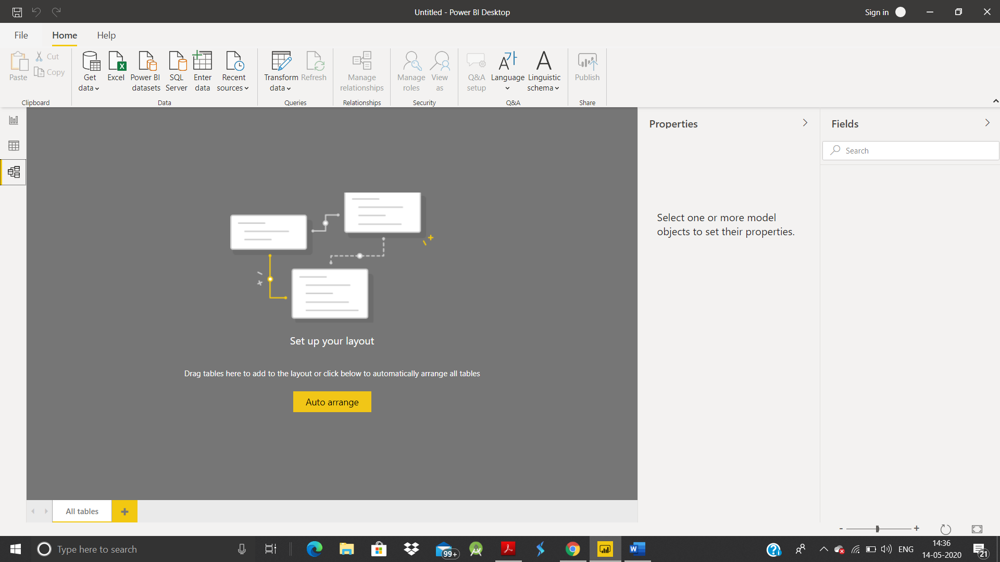 Untitled - Power BI Desktop
Sign in
File Home Help
Paste
Cut
Copy
Clipboard
Get data
Excel
Power BI datasets
SQL Server
Enter data
Recent sources
Data
Transform data
Refresh
Queries
Manage relationships
Relationships
Manage roles
View as
Security
Q&A setup
Language
Linguistic schema
Q&A
Publish
Share
Properties
Select one or more model
objects to set their properties.
Fields
Search
Set up your layout
Drag tables here to add to the layout or click below to automatically arrange all tables
Auto arrange
All tables
Type here to search
99+
ENG
14:36
14-05-2020
21